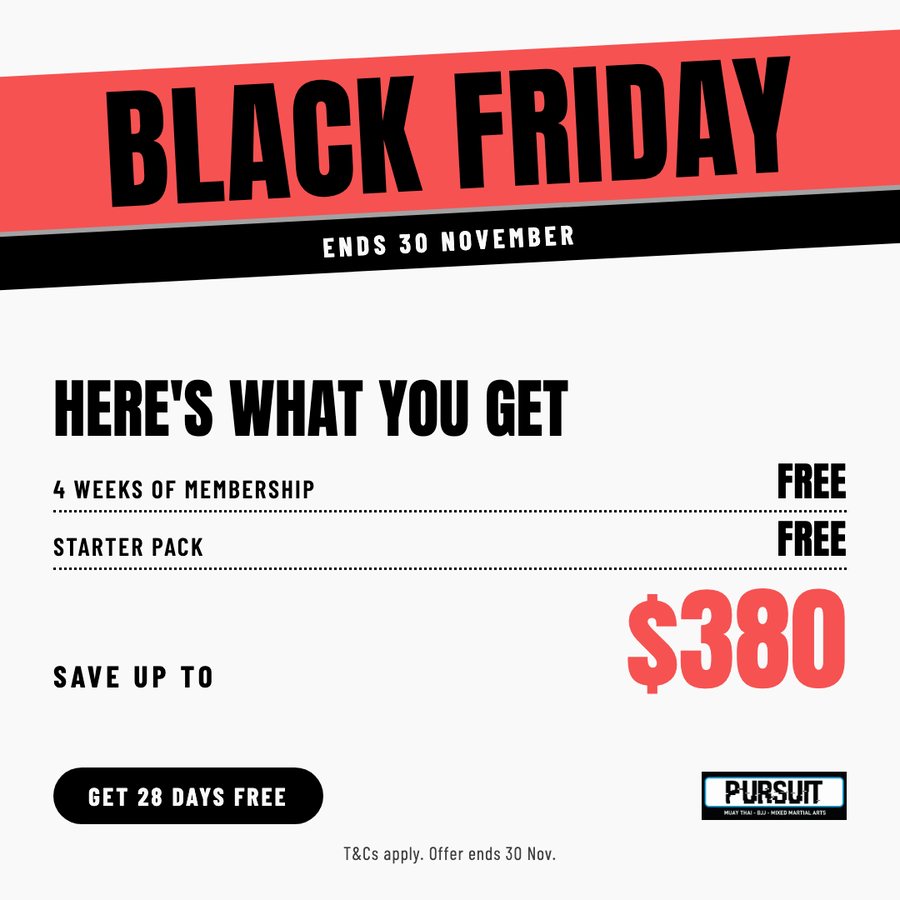 BLACK FRIDAY
ENDS 30 NOVEMBER
HERE'S WHAT YOU GET
4 WEEKS OF MEMBERSHIP FREE
STARTER PACK FREE
SAVE UP TO $380
GET 28 DAYS FREE
PURSUIT
MUAY THAI - BJJ - MIXED MARTIAL ARTS
T&Cs apply. Offer ends 30 Nov.